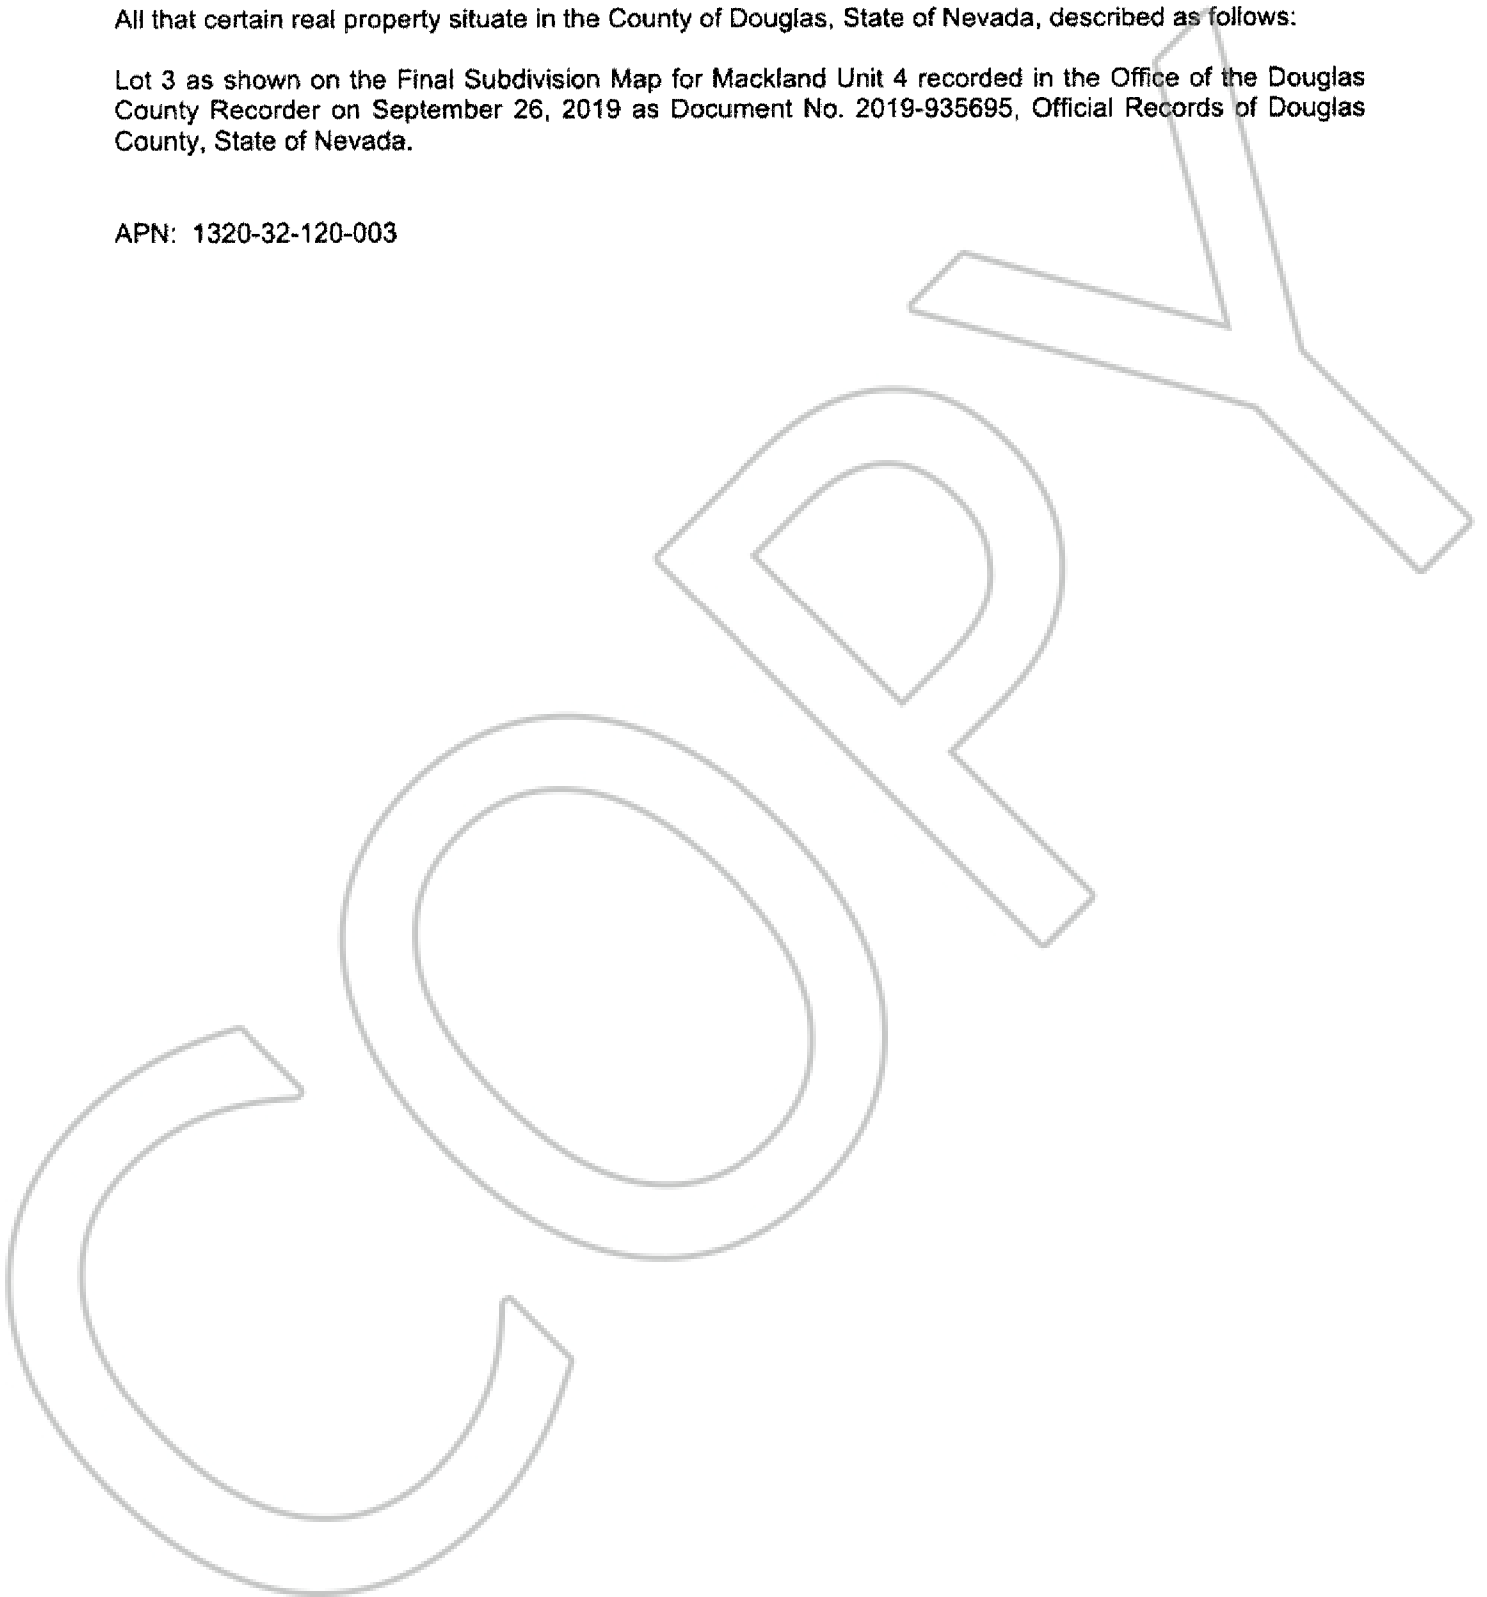 All that certain real property situate in the County of Douglas, State of Nevada, described as follows:
Lot 3 as shown on the Final Subdivision Map for Mackland Unit 4 recorded in the Office of the Douglas
County Recorder on September 26, 2019 as Document No. 2019-935695, Official Records of Douglas
County, State of Nevada.
APN: 1320-32-120-003
COPY